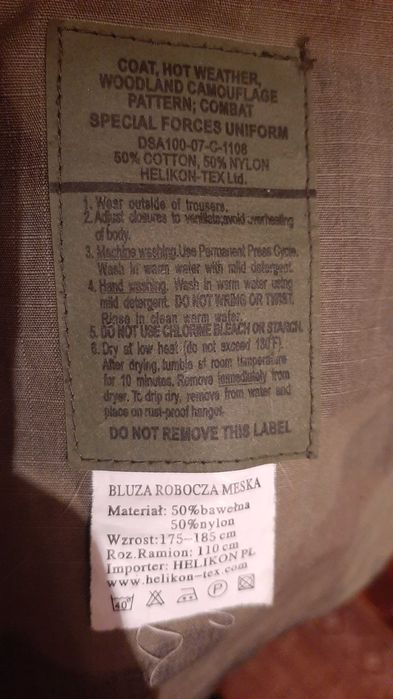 COAT, HOT WEATHER,
WOODLAND CAMOUFLAGE
PATTERN; COMBAT
SPECIAL FORCES UNIFORM
DSA100-07-C-1108
50% COTTON, 50% NYLON
HELIKON-TEX Ltd.
1. Wear outside of trousers.
2. Adjust closures to ventilate;avoid overheating
of body.
3. Machine washing.Use Permanent Press Cycle.
Wash in warm water with mild detergent.
4. Hand washing. Wash in warm water using
mild detergent. DO NOT WRING OR TWIST.
Rinse in clean warm water.
5. DO NOT USE CHLORINE BLEACH OR STARCH.
6. Dry at low heat (do not exceed 130°F).
After drying, tumble at room temperature
for 10 minutes. Remove immediately from
dryer. To drip dry, remove from water and
place on rust-proof hanger.
DO NOT REMOVE THIS LABEL
BLUZA ROBOCZA MESKA
Materiał: 50%bawełna
50%nylon
Wzrost:175-185 cm
Roz.Ramion: 110 cm
Importer: HELIKON PL
www.helikon-tex.com
40° P